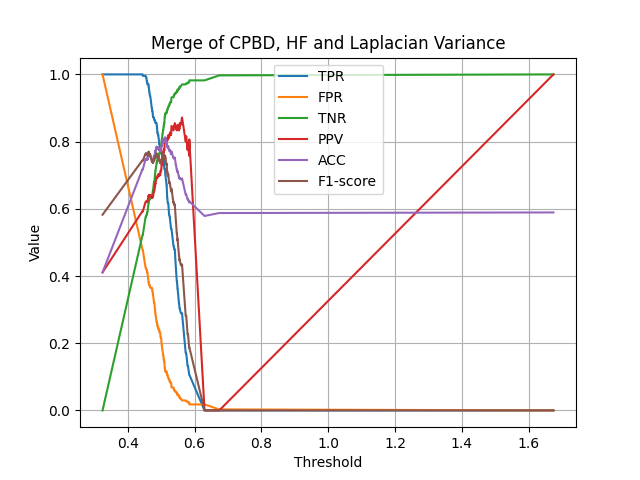 Merge of CPBD, HF and Laplacian Variance
TPR
FPR
TNR
PPV
ACC
F1-score
Value
1.0
0.8
0.6
0.4
0.2
0.0
0.4
0.6
0.8
1.0
1.2
1.4
1.6
Threshold